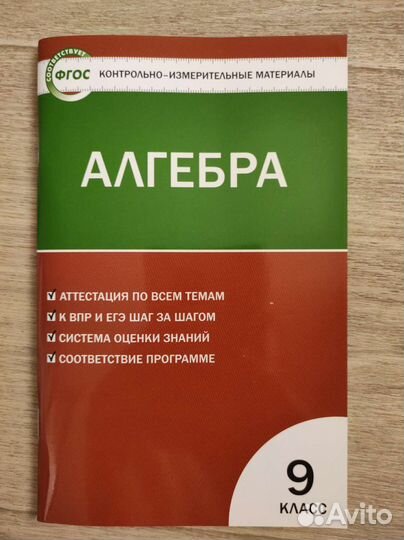 СООТВЕТСТВУЕТ
ФГОС
КОНТРОЛЬНО-ИЗМЕРИТЕЛЬНЫЕ МАТЕРИАЛЫ
АЛГЕБРА
АТТЕСТАЦИЯ ПО ВСЕМ ТЕМАМ
К ВПР И ЕГЭ ШАГ ЗА ШАГОМ
СИСТЕМА ОЦЕНКИ ЗНАНИЙ
СООТВЕТСТВИЕ ПРОГРАММЕ
9
КЛАСС
Avito